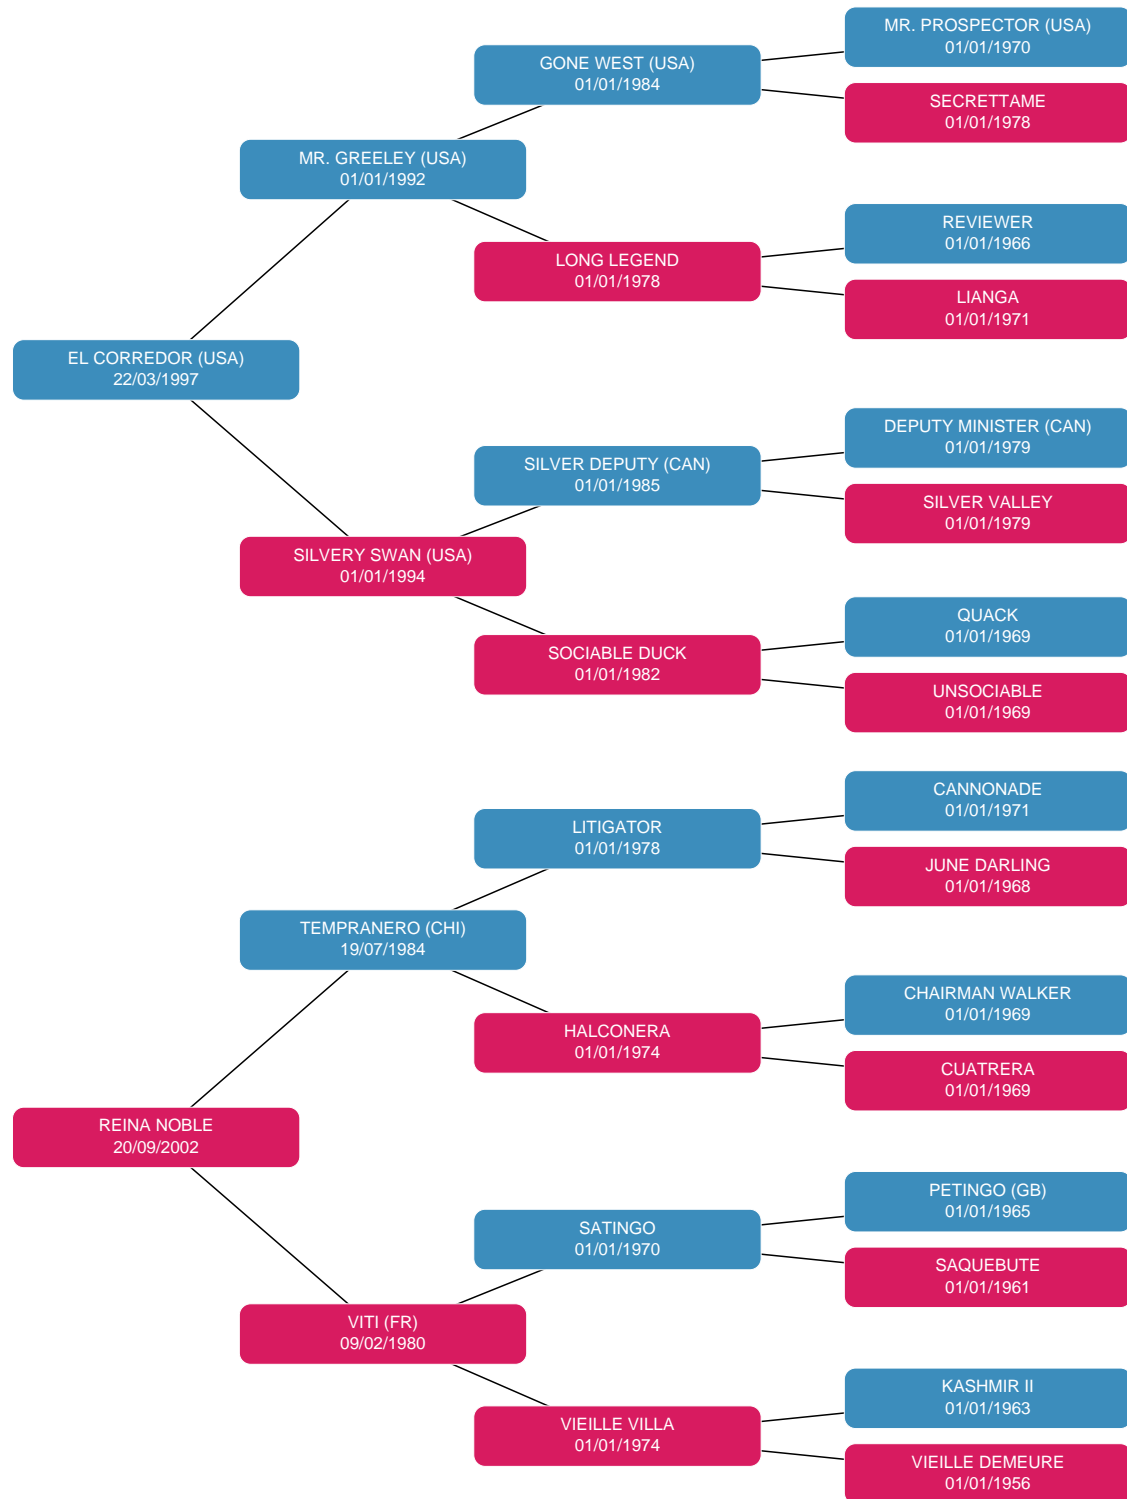 MR. PROSPECTOR (USA)
01/01/1970
GONE WEST (USA)
01/01/1984
SECRETTAME
01/01/1978
MR. GREELEY (USA)
01/01/1992
REVIEWER
01/01/1966
LONG LEGEND
01/01/1978
LIANGA
01/01/1971
EL CORREDOR (USA)
22/03/1997
DEPUTY MINISTER (CAN)
01/01/1979
SILVER DEPUTY (CAN)
01/01/1985
SILVER VALLEY
01/01/1979
SILVERY SWAN (USA)
01/01/1994
QUACK
01/01/1969
SOCIABLE DUCK
01/01/1982
UNSOCIABLE
01/01/1969
CANNONADE
01/01/1971
LITIGATOR
01/01/1978
JUNE DARLING
01/01/1968
TEMPRANERO (CHI)
19/07/1984
CHAIRMAN WALKER
01/01/1969
HALCONERA
01/01/1974
CUATRERA
01/01/1969
REINA NOBLE
20/09/2002
PETINGO (GB)
01/01/1965
SATINGO
01/01/1970
SAQUEBUTE
01/01/1961
VITI (FR)
09/02/1980
KASHMIR II
01/01/1963
VIEILLE VILLA
01/01/1974
VIEILLE DEMEURE
01/01/1956